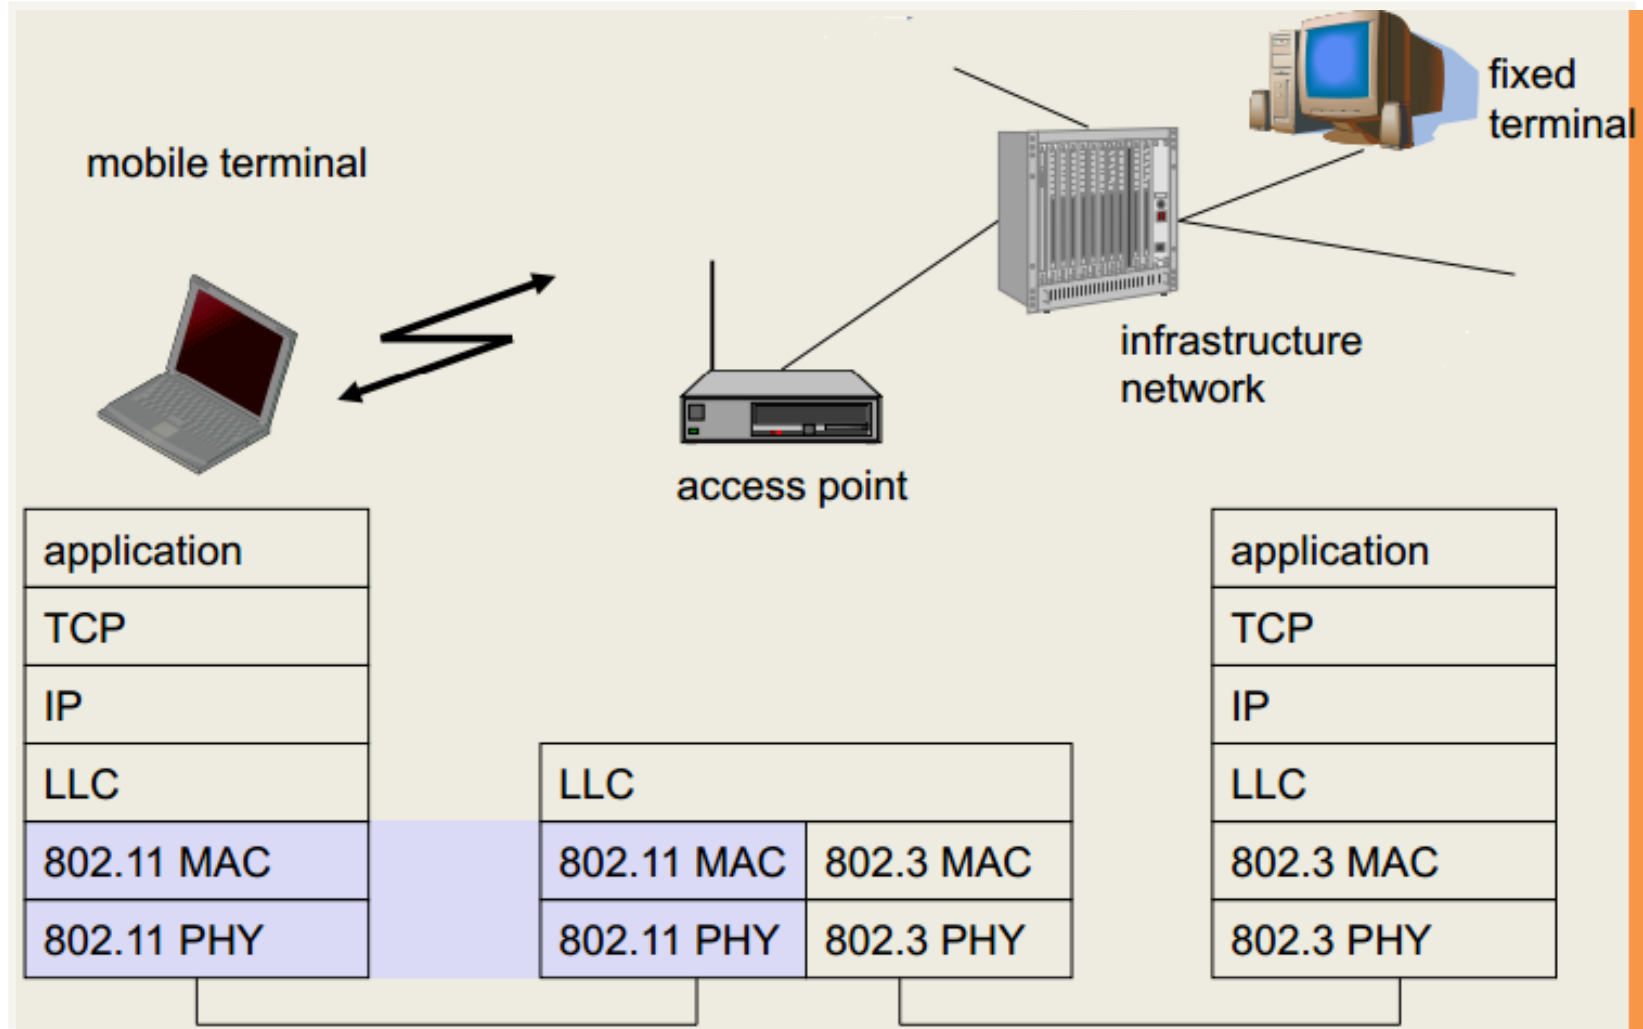 fixed
terminal
mobile terminal
infrastructure
network
access point
application
TCP
IP
LLC
802.11 MAC
802.11 PHY
LLC
802.11 MAC
802.3 MAC
802.11 PHY
802.3 PHY
application
TCP
IP
LLC
802.3 MAC
802.3 PHY